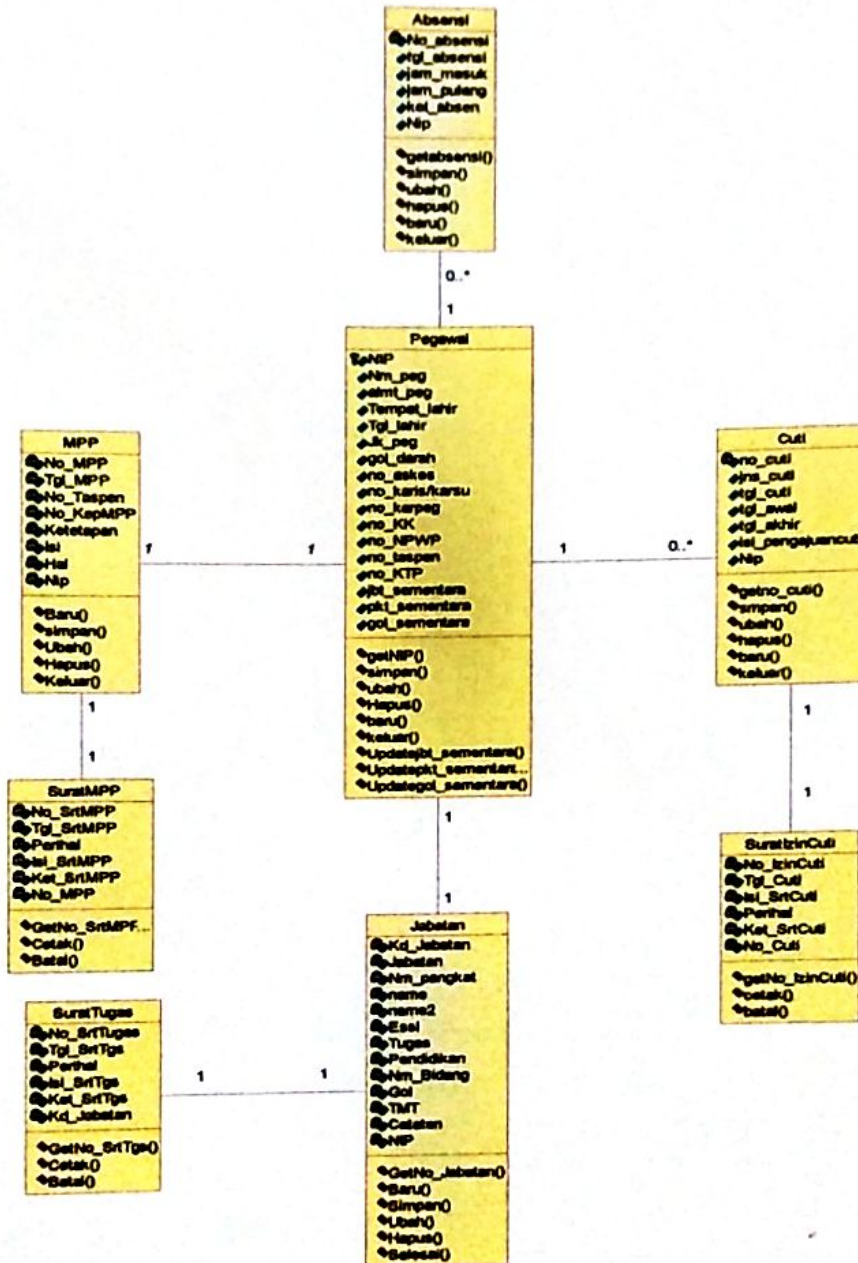 Absensi
No_absensi
tgl_absensi
jam_masuk
jam_pulang
ket_absen
Nip
getabsensi()
simpan()
ubah()
hapus()
baru()
keluar()
0..*
1
Pegawai
NIP
Nm_peg
almt_peg
Tempat_lahir
Tgl_lahir
Jk_peg
gol_darah
no_askes
no_karis/karsu
no_karpeg
no_KK
no_NPWP
no_taspen
no_KTP
jbt_sementara
pkt_sementara
gol_sementara
getNIP()
simpan()
ubah()
Hapus()
baru()
keluar()
Updatejbt_sementara()
Updatepkt_sementara...
Updategol_sementara()
MPP
No_MPP
Tgl_MPP
No_Taspen
No_KepMPP
Ketetapan
Isi
Hal
Nip
Baru()
simpan()
Ubah()
Hapus()
Keluar()
1
1
Cuti
no_cuti
jns_cuti
tgl_cuti
tgl_awal
tgl_akhir
isi_pengajuancuti
Nip
getno_cuti()
smpan()
ubah()
hapus()
baru()
keluar()
1
0..*
1
1
SuratMPP
No_SrtMPP
Tgl_SrtMPP
Perihal
Isi_SrtMPP
Ket_SrtMPP
No_MPP
GetNo_SrtMPF...
Cetak()
Batal()
1
1
SuratIzinCuti
No_IzinCuti
Tgl_Cuti
Isi_SrtCuti
Perihal
Ket_SrtCuti
No_Cuti
getNo_IzinCuti()
cetak()
batal()
1
1
Jabatan
Kd_Jabatan
Jabatan
Nm_pangkat
name
name2
Essl
Tugas
Pendidikan
Nm_Bidang
Gol
TMT
Catatan
NIP
GetNo_Jabatan()
Baru()
Simpan()
Ubah()
Hapus()
Selesai()
SuratTugas
No_SrtTugas
Tgl_SrtTgs
Perihal
Isi_SrtTgs
Ket_SrtTgs
Kd_Jabatan
GetNo_SrtTgs()
Cetak()
Batal()
1
1